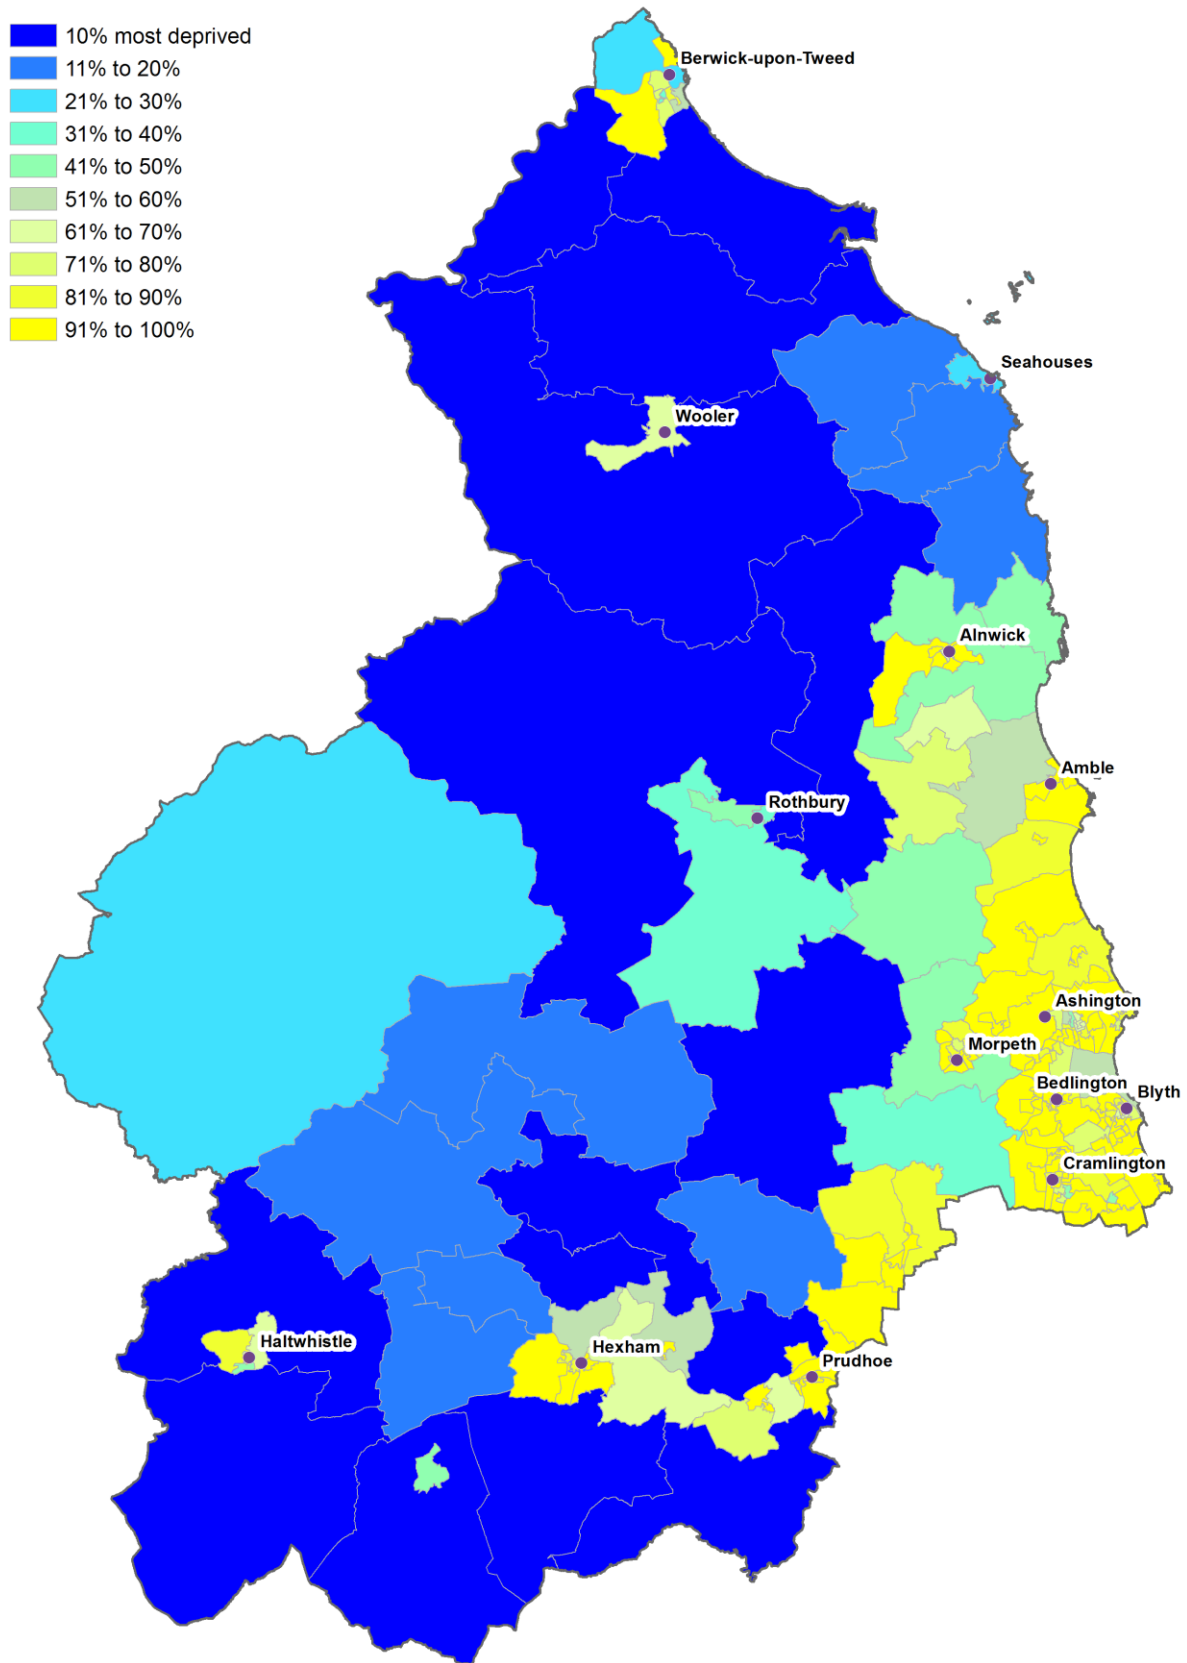 10% most deprived
11% to 20%
21% to 30%
31% to 40%
41% to 50%
51% to 60%
61% to 70%
71% to 80%
81% to 90%
91% to 100%
Berwick-upon-Tweed
Seahouses
Wooler
Alnwick
Amble
Rothbury
Ashington
Morpeth
Bedlington
Blyth
Cramlington
Haltwhistle
Hexham
Prudhoe